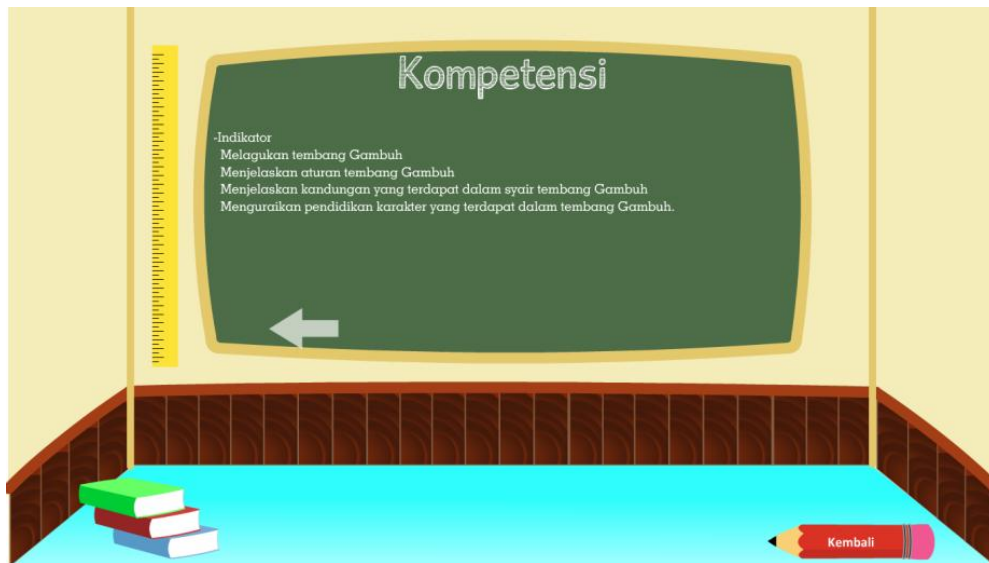 Kompetensi
-Indikator
Melagukan tembang Gambuh
Menjelaskan aturan tembang Gambuh
Menjelaskan kandungan yang terdapat dalam syair tembang Gambuh
Menguraikan pendidikan karakter yang terdapat dalam tembang Gambuh.
Kembali